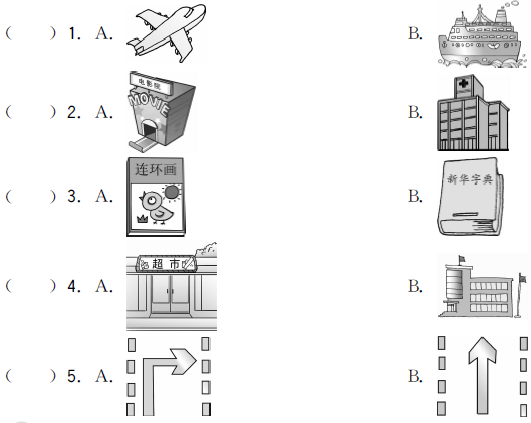 ( ) 1. A. B.
电影院
MOVIE
( ) 2. A. B.
连环画
新华字典
( ) 3. A. B.
超市
( ) 4. A. B.
( ) 5. A. B.